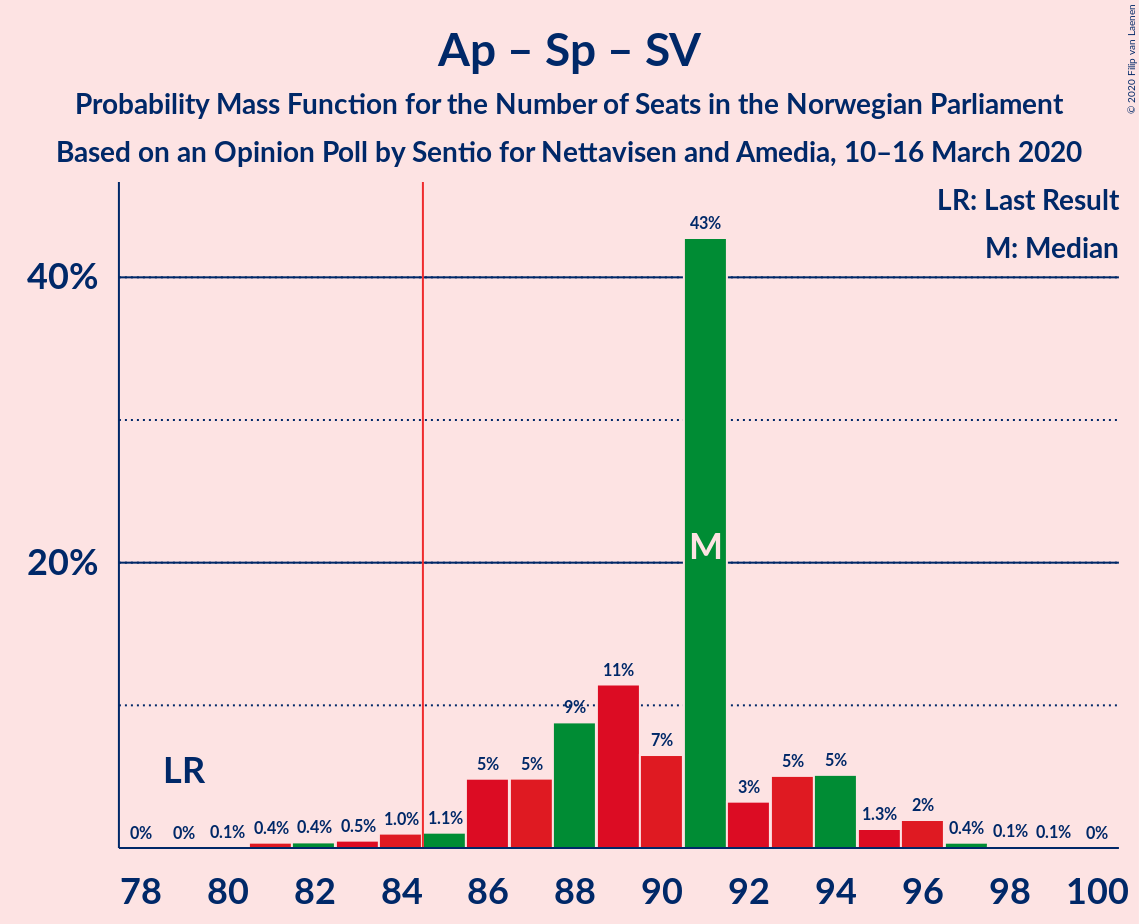 Ap – Sp – SV
Probability Mass Function for the Number of Seats in the Norwegian Parliament
Based on an Opinion Poll by Sentio for Nettavisen and Amedia, 10–16 March 2020
© 2020 Filip van Laenen
LR: Last Result
M: Median
43%
40%
M
20%
11%
9%
7%
5%
5%
3%
5%
5%
LR
0%
0%
0.1%
0.4%
0.4%
0.5%
1.0%
1.1%
1.3%
2%
0.4%
0.1%
0.1%
0%
78 80 82 84 86 88 90 92 94 96 98 100